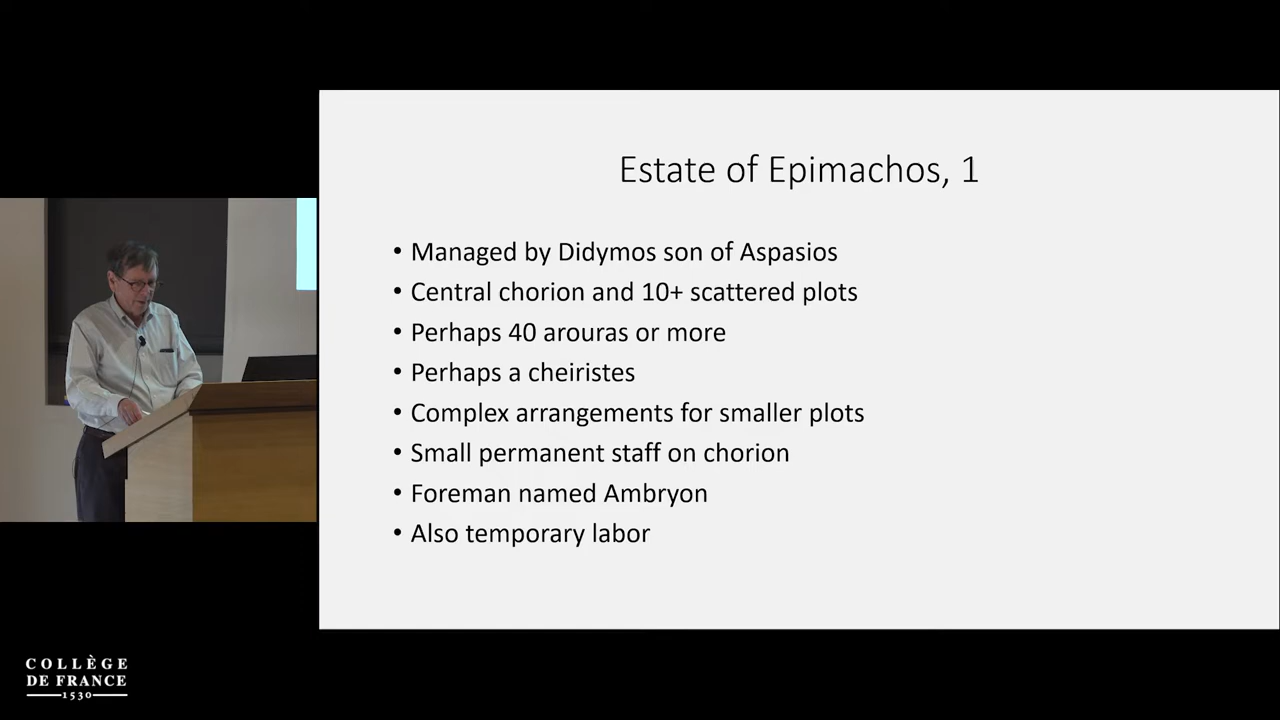 Estate of Epimachos, 1
• Managed by Didymos son of Aspasios
• Central chorion and 10+ scattered plots
• Perhaps 40 arouras or more
• Perhaps a cheiristes
• Complex arrangements for smaller plots
• Small permanent staff on chorion
• Foreman named Ambryon
• Also temporary labor
COLLÈGE
DE FRANCE
1530